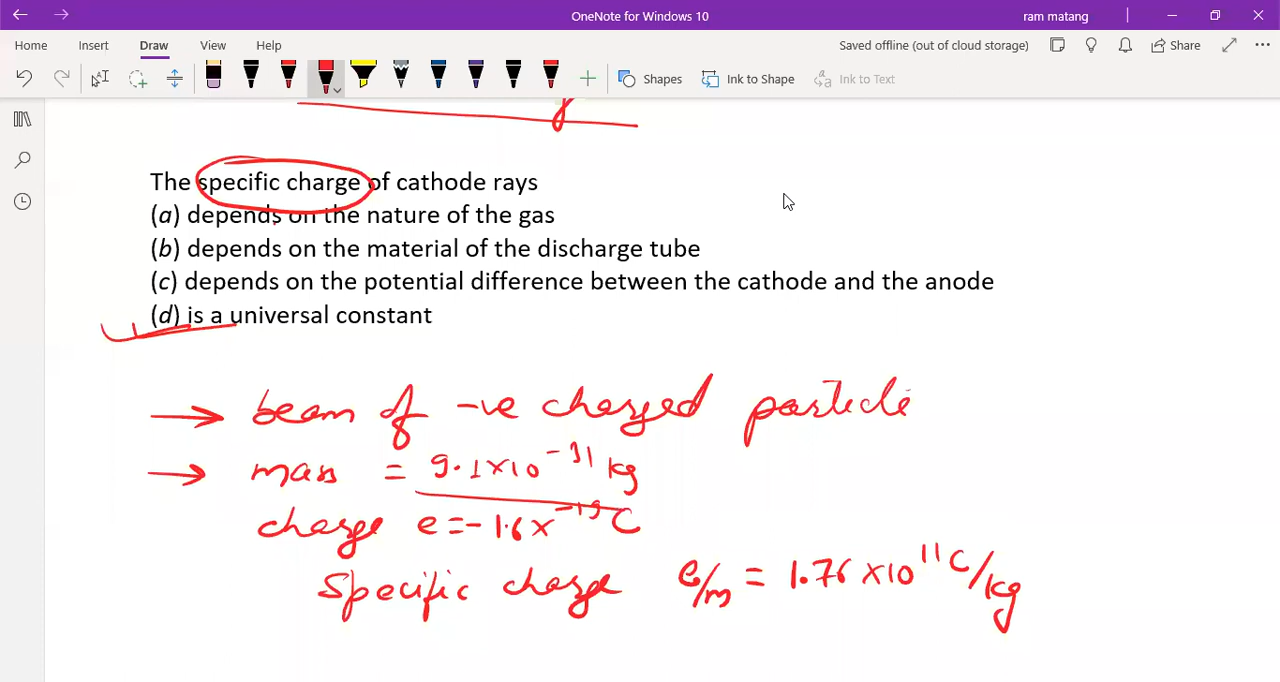 OneNote for Windows 10
ram matang
Home Insert Draw View Help
Saved offline (out of cloud storage)
Share
Shapes
Ink to Shape
Ink to Text
The specific charge of cathode rays
(a) depends on the nature of the gas
(b) depends on the material of the discharge tube
(c) depends on the potential difference between the cathode and the anode
(d) is a universal constant
→ beam of -ve charged particle
→ mass = 9.1×10⁻³¹ kg
charge e = - 1.6 x ⁻¹⁹ C
Specific charge e/m = 1.76 ×10¹¹ C/kg